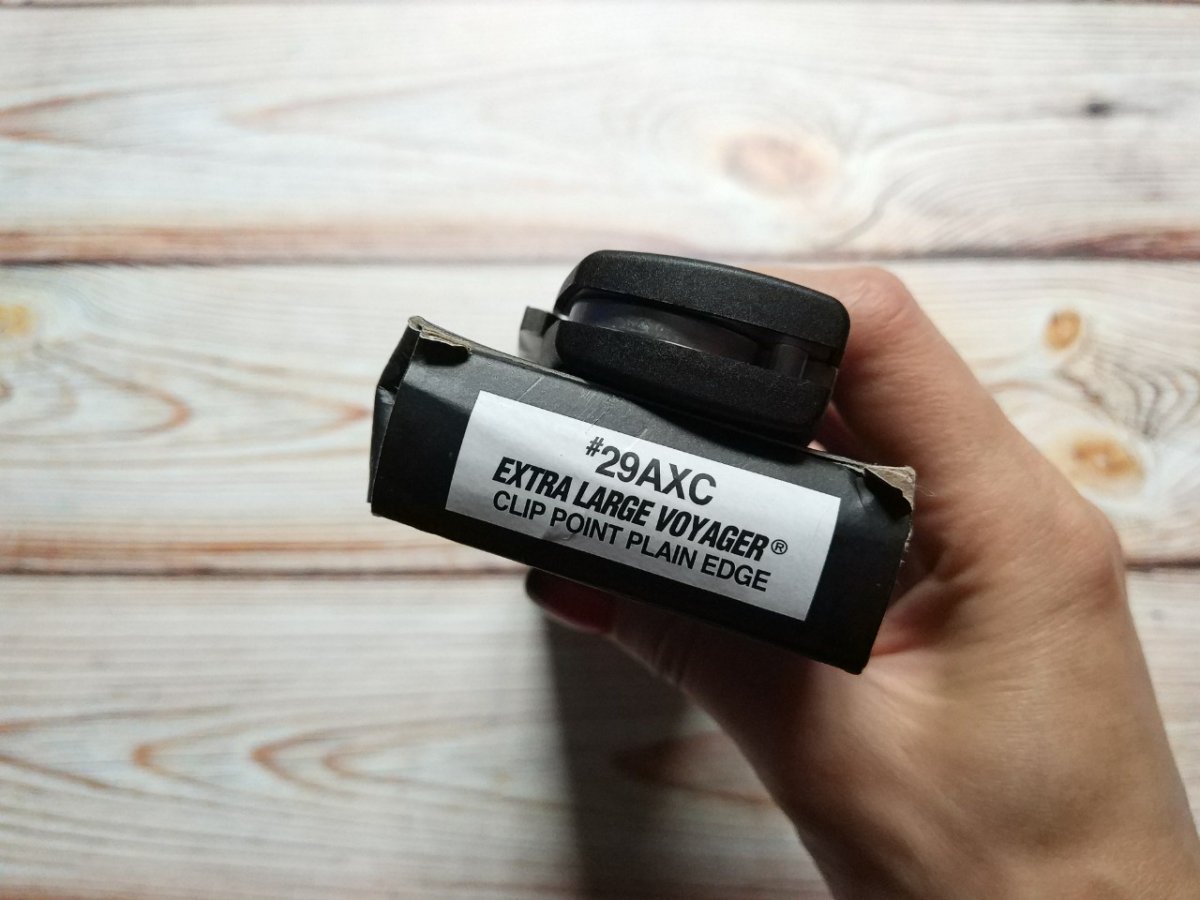 #29AXC
EXTRA LARGE VOYAGER®
CLIP POINT PLAIN EDGE